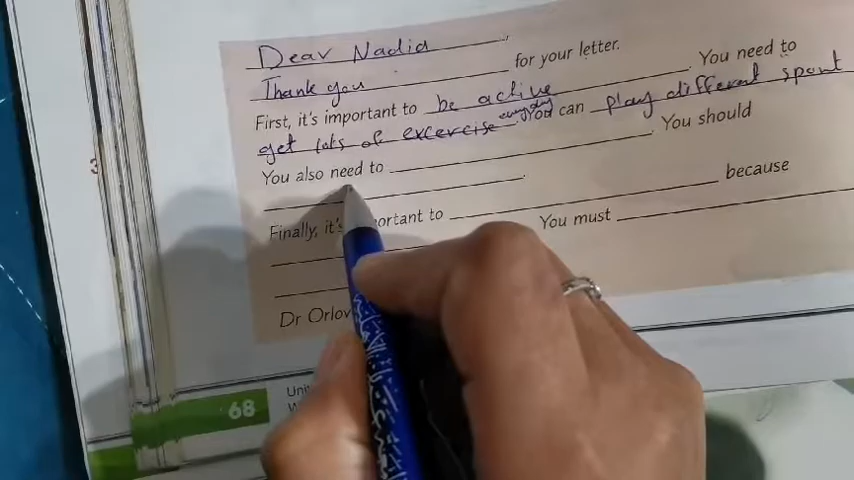 Dear Nadia
Thank you for your letter.
First, it's important to be active You need to
get lots of excercise everyday You can play different sport
You should
You also need to
because
Finally, it's important to You must
Dr Orlov
68